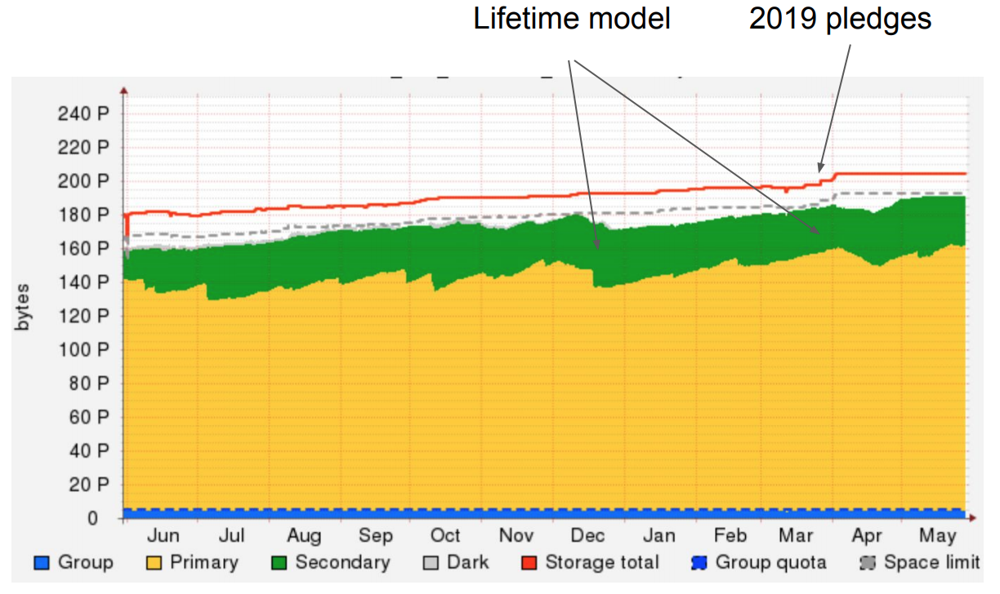 Lifetime model 2019 pledges
240 P
220 P
200 P
180 P
160 P
140 P
120 P
100 P
80 P
60 P
40 P
20 P
0
bytes
Jun Jul Aug Sep Oct Nov Dec Jan Feb Mar Apr May
Group Primary Secondary Dark Storage total Group quota Space limit